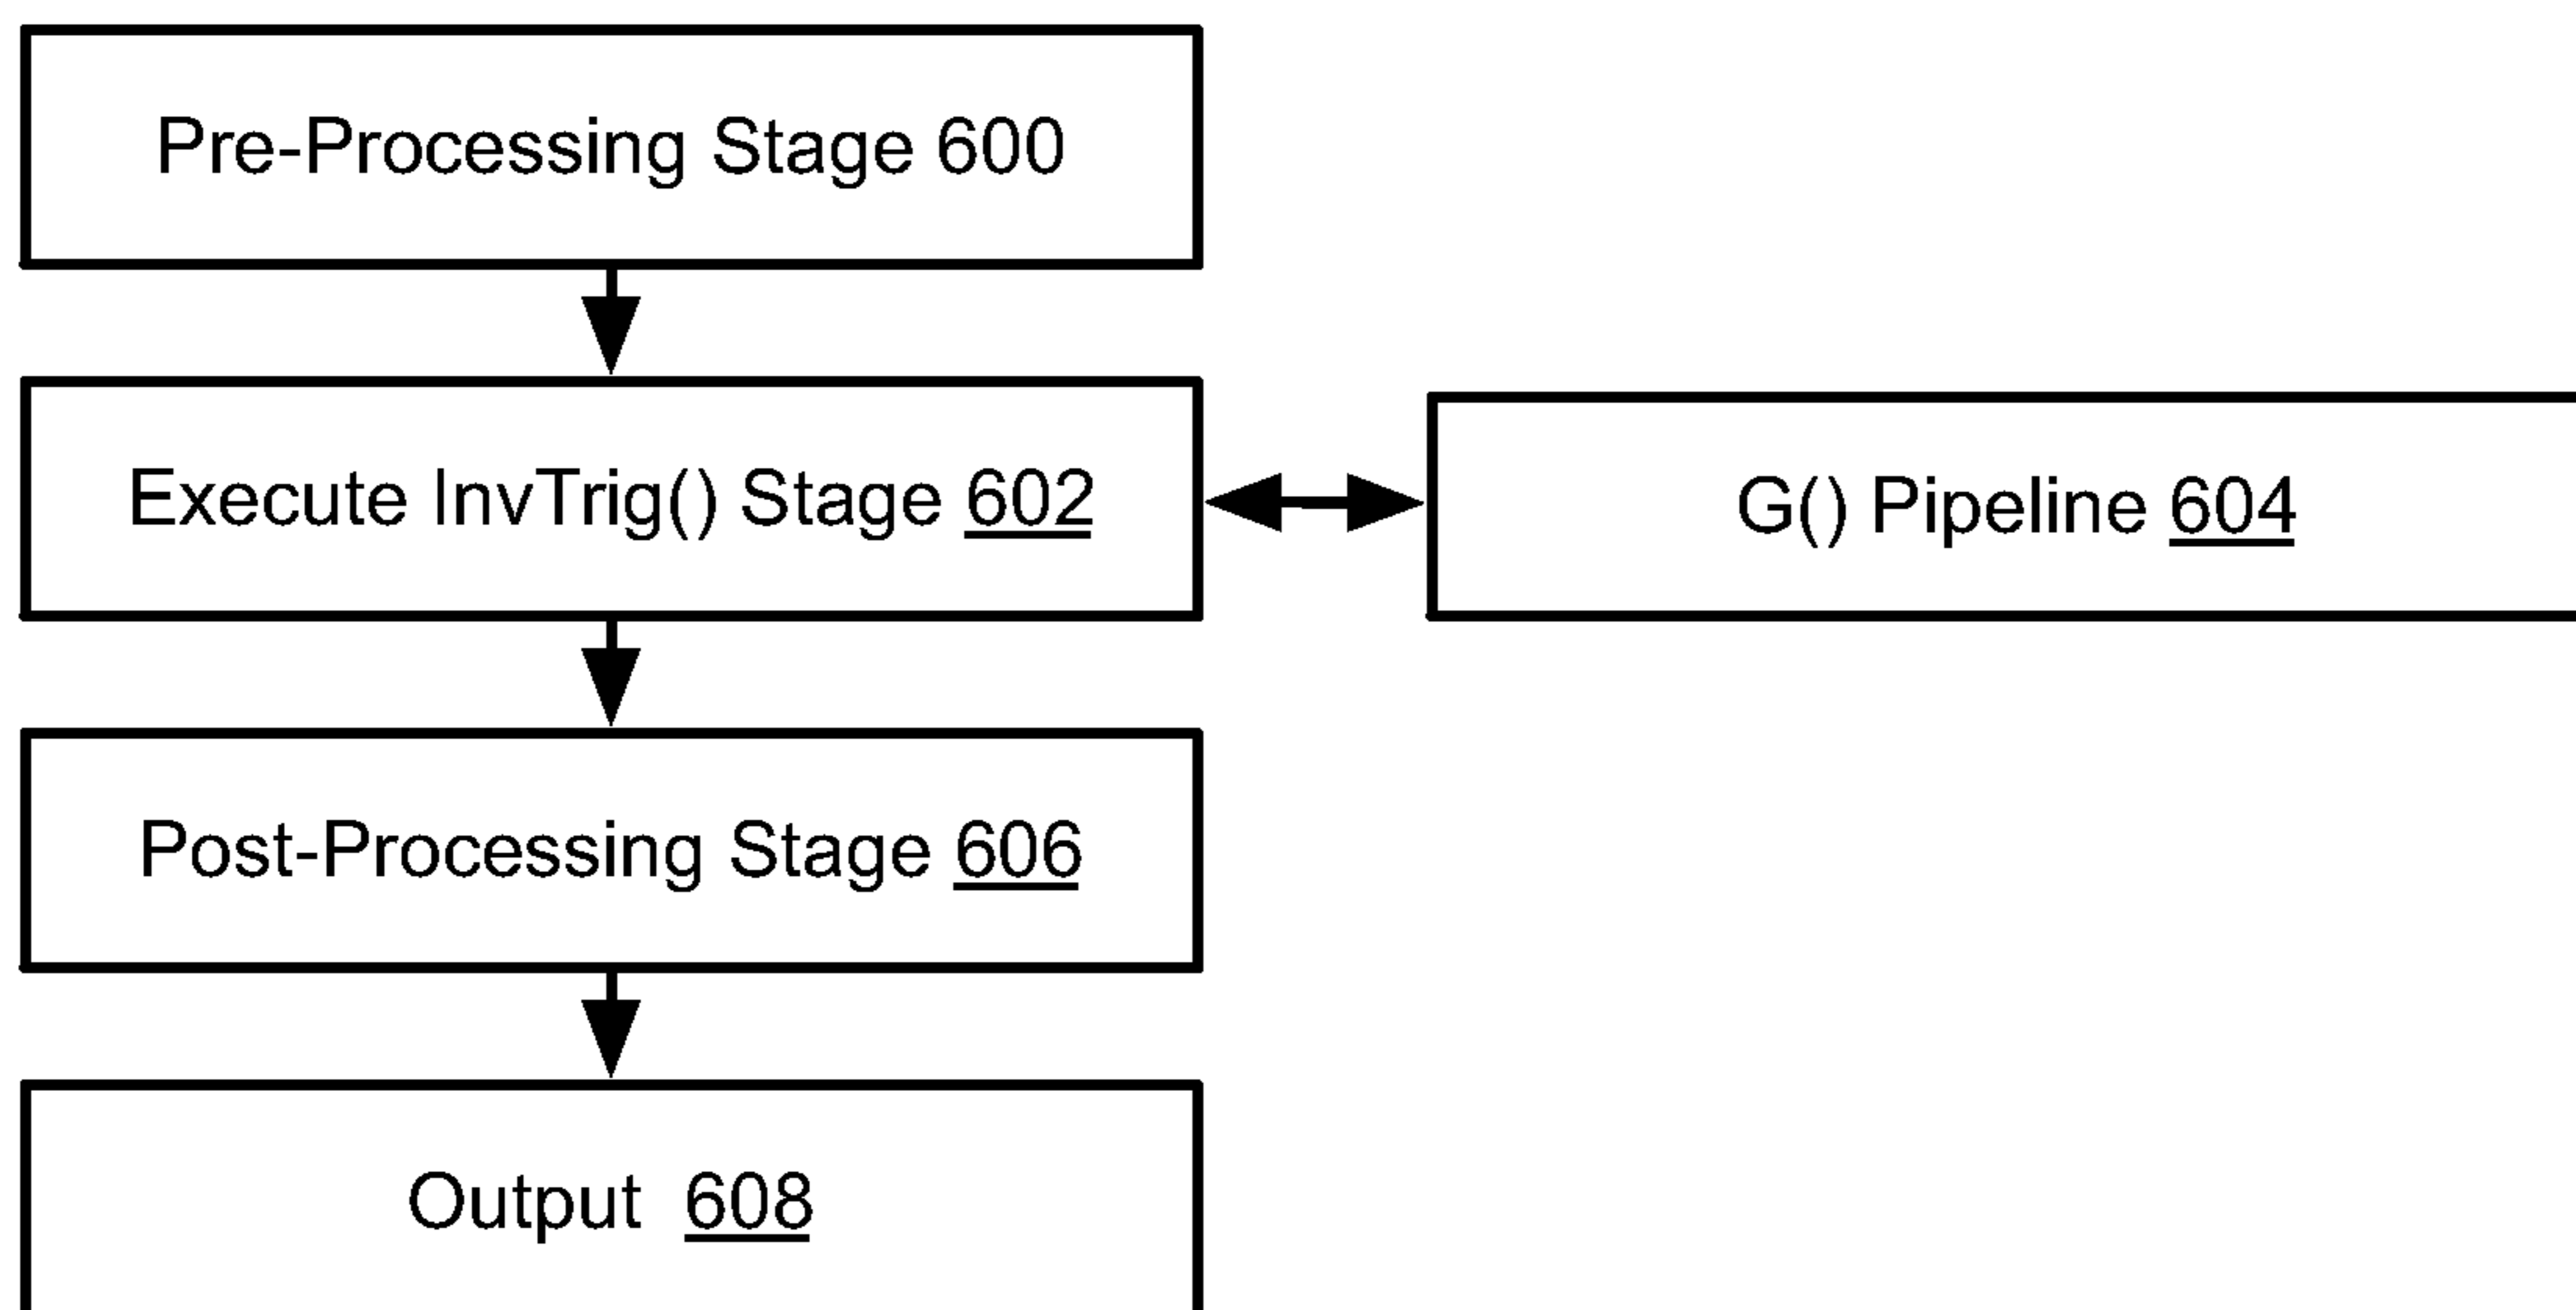 Pre-Processing Stage 600
Execute InvTrig() Stage 602
G() Pipeline 604
Post-Processing Stage 606
Output 608